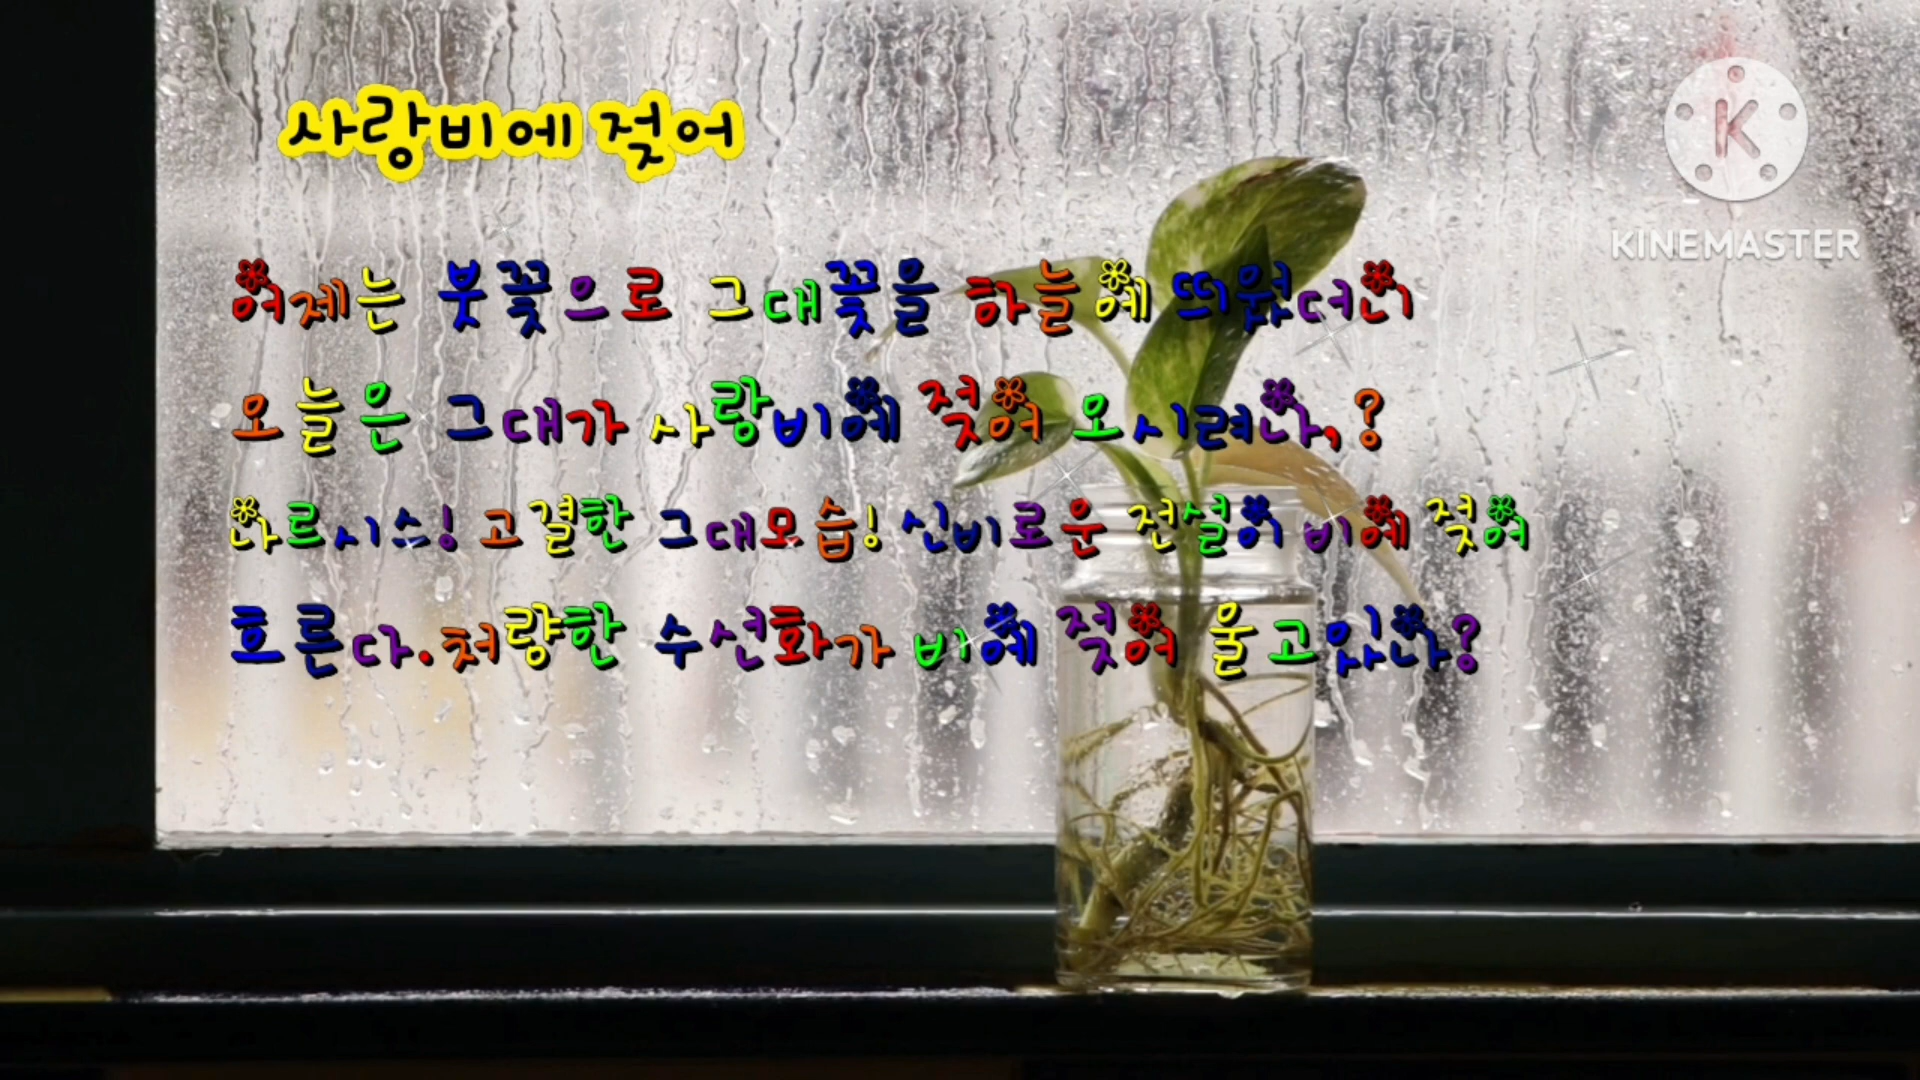 사랑비에 젖어
KINEMASTER
어제는 붓꽃으로 그대꽃을 하늘에 띄웠더니
오늘은 그대가 사랑비에 젖어 오시려나,?
나르시스! 고결한 그대모습! 신비로운 전설이 비에 젖어
흐른다.처량한 수선화가 비에 젖어 울고있나?